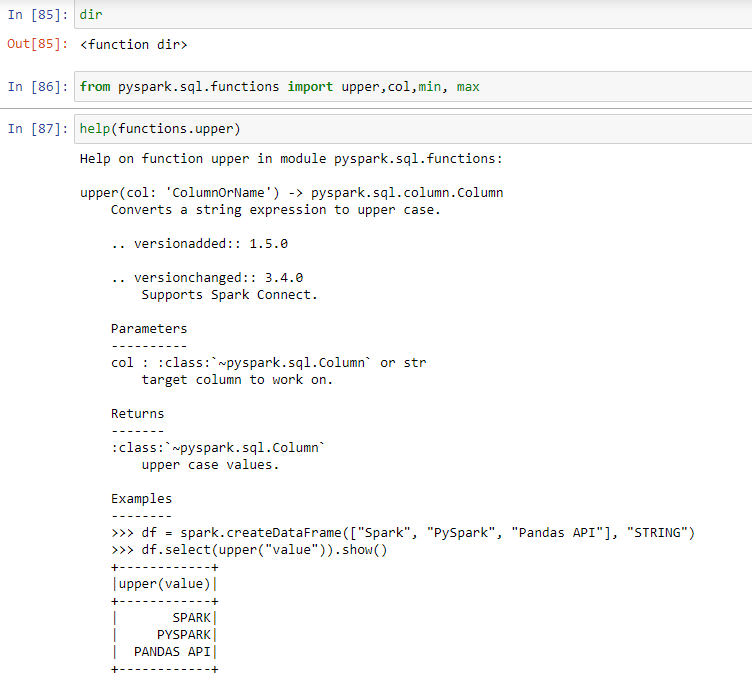 In [85]: dir
Out[85]: <function dir>
In [86]: from pyspark.sql.functions import upper,col,min, max
In [87]: help(functions.upper)
Help on function upper in module pyspark.sql.functions:
upper(col: 'ColumnOrName') -> pyspark.sql.column.Column
    Converts a string expression to upper case.
    .. versionadded:: 1.5.0
    .. versionchanged:: 3.4.0
        Supports Spark Connect.
    Parameters
    ----------
    col : :class:`~pyspark.sql.Column` or str
        target column to work on.
    Returns
    -------
    :class:`~pyspark.sql.Column`
        upper case values.
    Examples
    --------
    >>> df = spark.createDataFrame(["Spark", "PySpark", "Pandas API"], "STRING")
    >>> df.select(upper("value")).show()
    +------------+
    |upper(value)|
    +------------+
    |       SPARK|
    |     PYSPARK|
    |  PANDAS API|
    +------------+